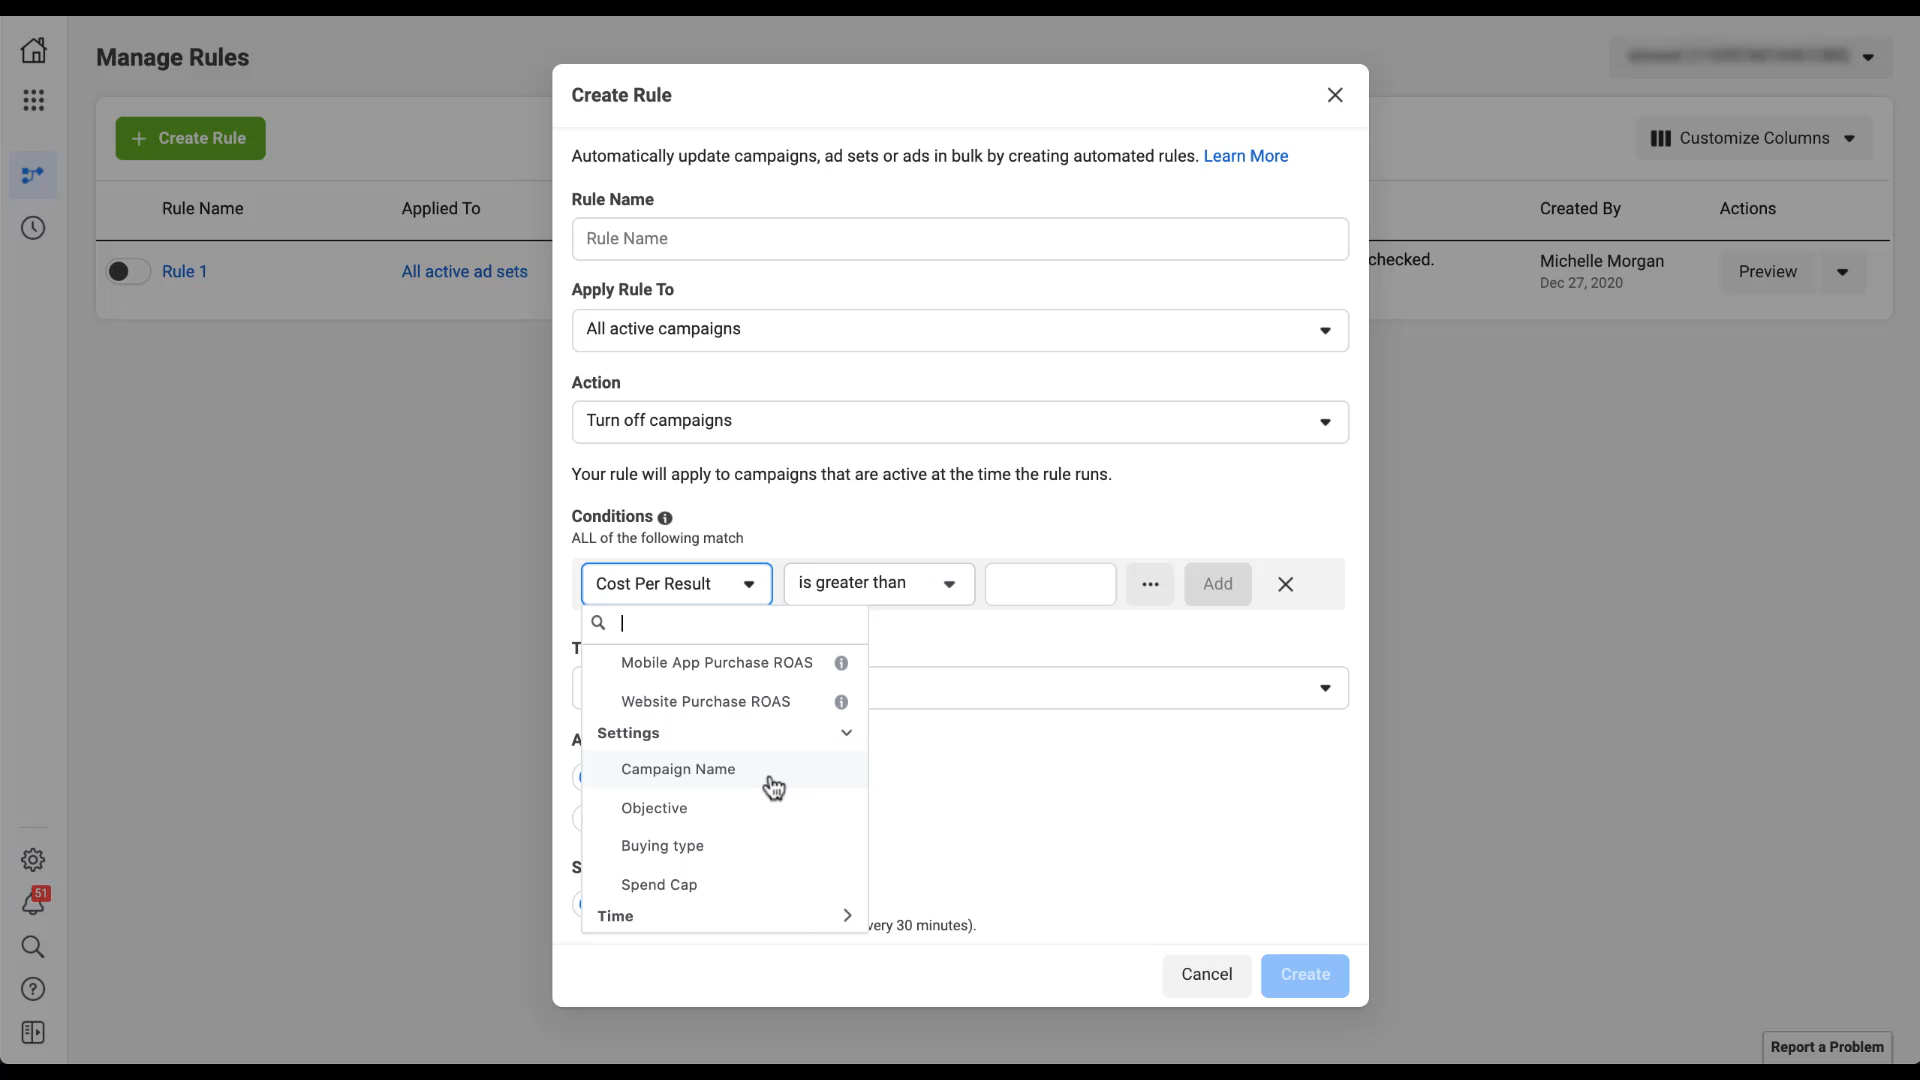 Manage Rules
Create Rule
Customize Columns
Rule Name
Applied To
Created By
Actions
Rule 1
All active ad sets
checked.
Michelle Morgan
Dec 27, 2020
Preview
Create Rule
Automatically update campaigns, ad sets or ads in bulk by creating automated rules. Learn More
Rule Name
Rule Name
Apply Rule To
All active campaigns
Action
Turn off campaigns
Your rule will apply to campaigns that are active at the time the rule runs.
Conditions
ALL of the following match
Cost Per Result
is greater than
Add
T
Mobile App Purchase ROAS
Website Purchase ROAS
A
Settings
Campaign Name
Objective
Buying type
S
Spend Cap
Time
very 30 minutes).
Cancel
Create
51
Report a Problem